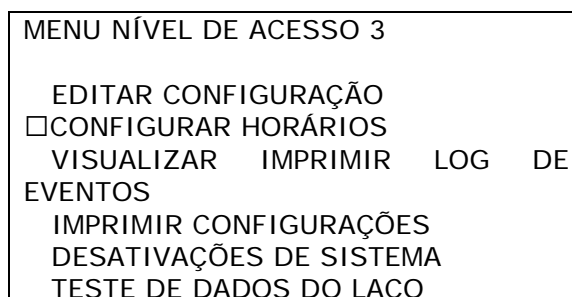 MENU NÍVEL DE ACESSO 3
EDITAR CONFIGURAÇÃO
□CONFIGURAR HORÁRIOS
VISUALIZAR IMPRIMIR LOG DE
EVENTOS
IMPRIMIR CONFIGURAÇÕES
DESATIVAÇÕES DE SISTEMA
TESTE DE DADOS DO LAÇO